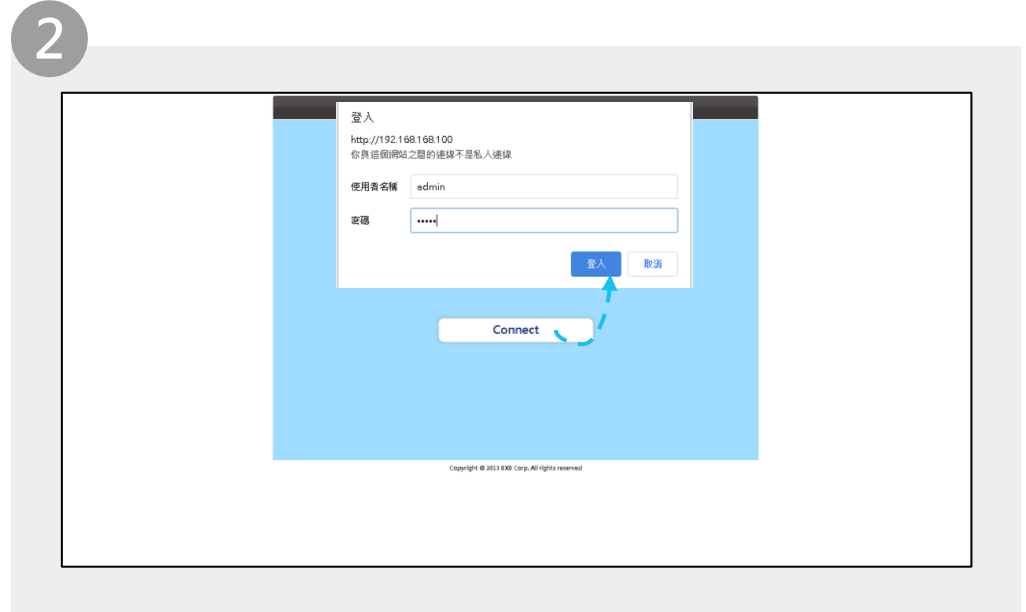 2
登入
http://192.168.168.100
你與這個網站之間的連線不是私人連線
使用者名稱 admin
密碼 •••••
登入 取消
Connect
Copyright © 2013 BXB Corp. All rights reserved